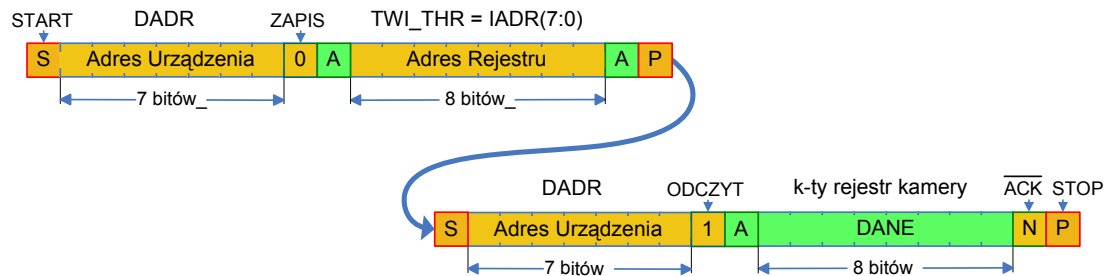 START DADR ZAPIS TWI_THR = IADR(7:0)
S Adres Urządzenia 0 A Adres Rejestru A P
7 bitów_ 8 bitów_
DADR ODCZYT k-ty rejestr kamery ACK STOP
S Adres Urządzenia 1 A DANE N P
7 bitów 8 bitów